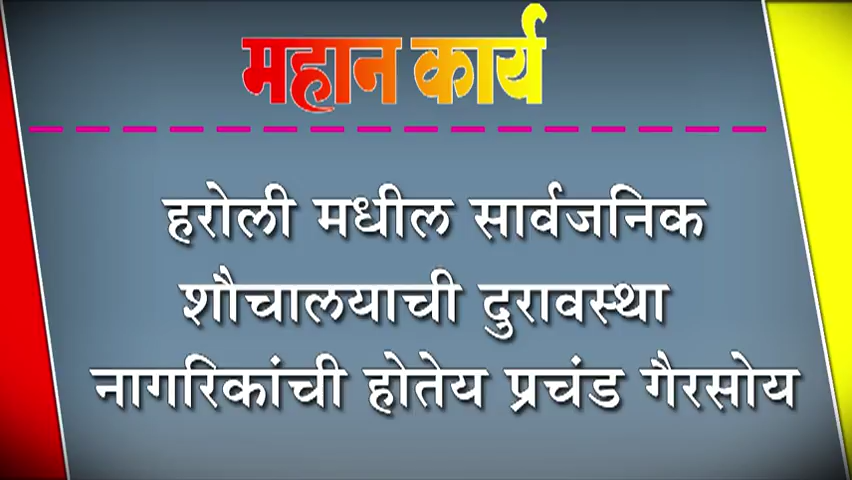 महान कार्य
हरोली मधील सार्वजनिक
शौचालयाची दुरावस्था
नागरिकांची होतेय प्रचंड गैरसोय